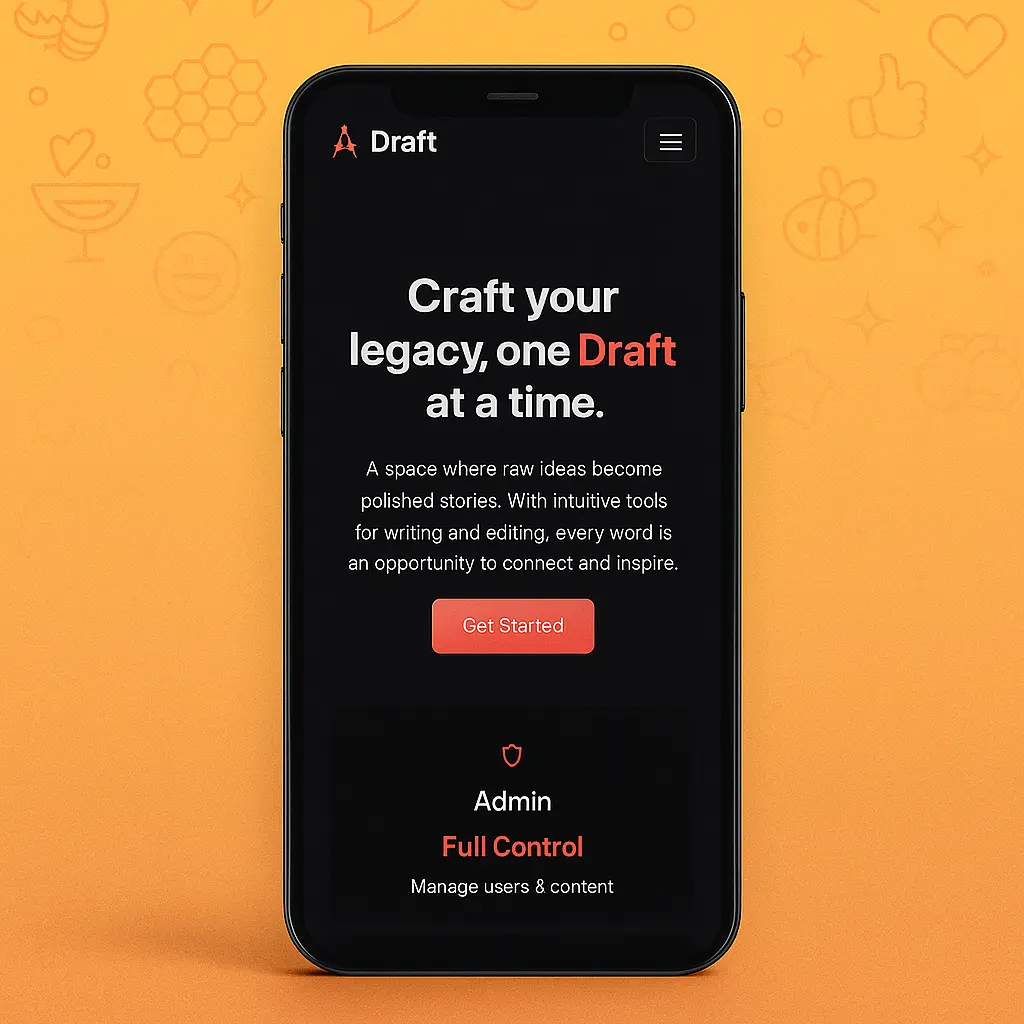 Draft
Craft your
legacy, one Draft
at a time.
A space where raw ideas become
polished stories. With intuitive tools
for writing and editing, every word is
an opportunity to connect and inspire.
Get Started
Admin
Full Control
Manage users & content